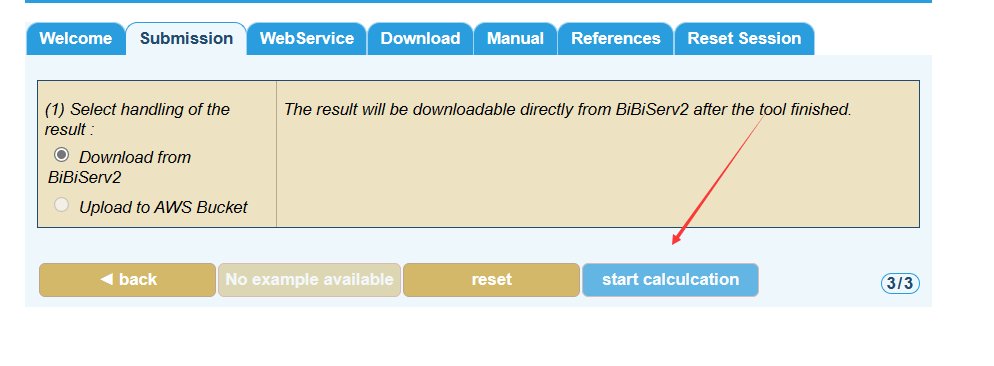 Welcome Submission WebService Download Manual References Reset Session
(1) Select handling of the
result :
Download from
BiBiServ2
Upload to AWS Bucket
The result will be downloadable directly from BiBiServ2 after the tool finished.
◀ back No example available reset start calculcation
3/3